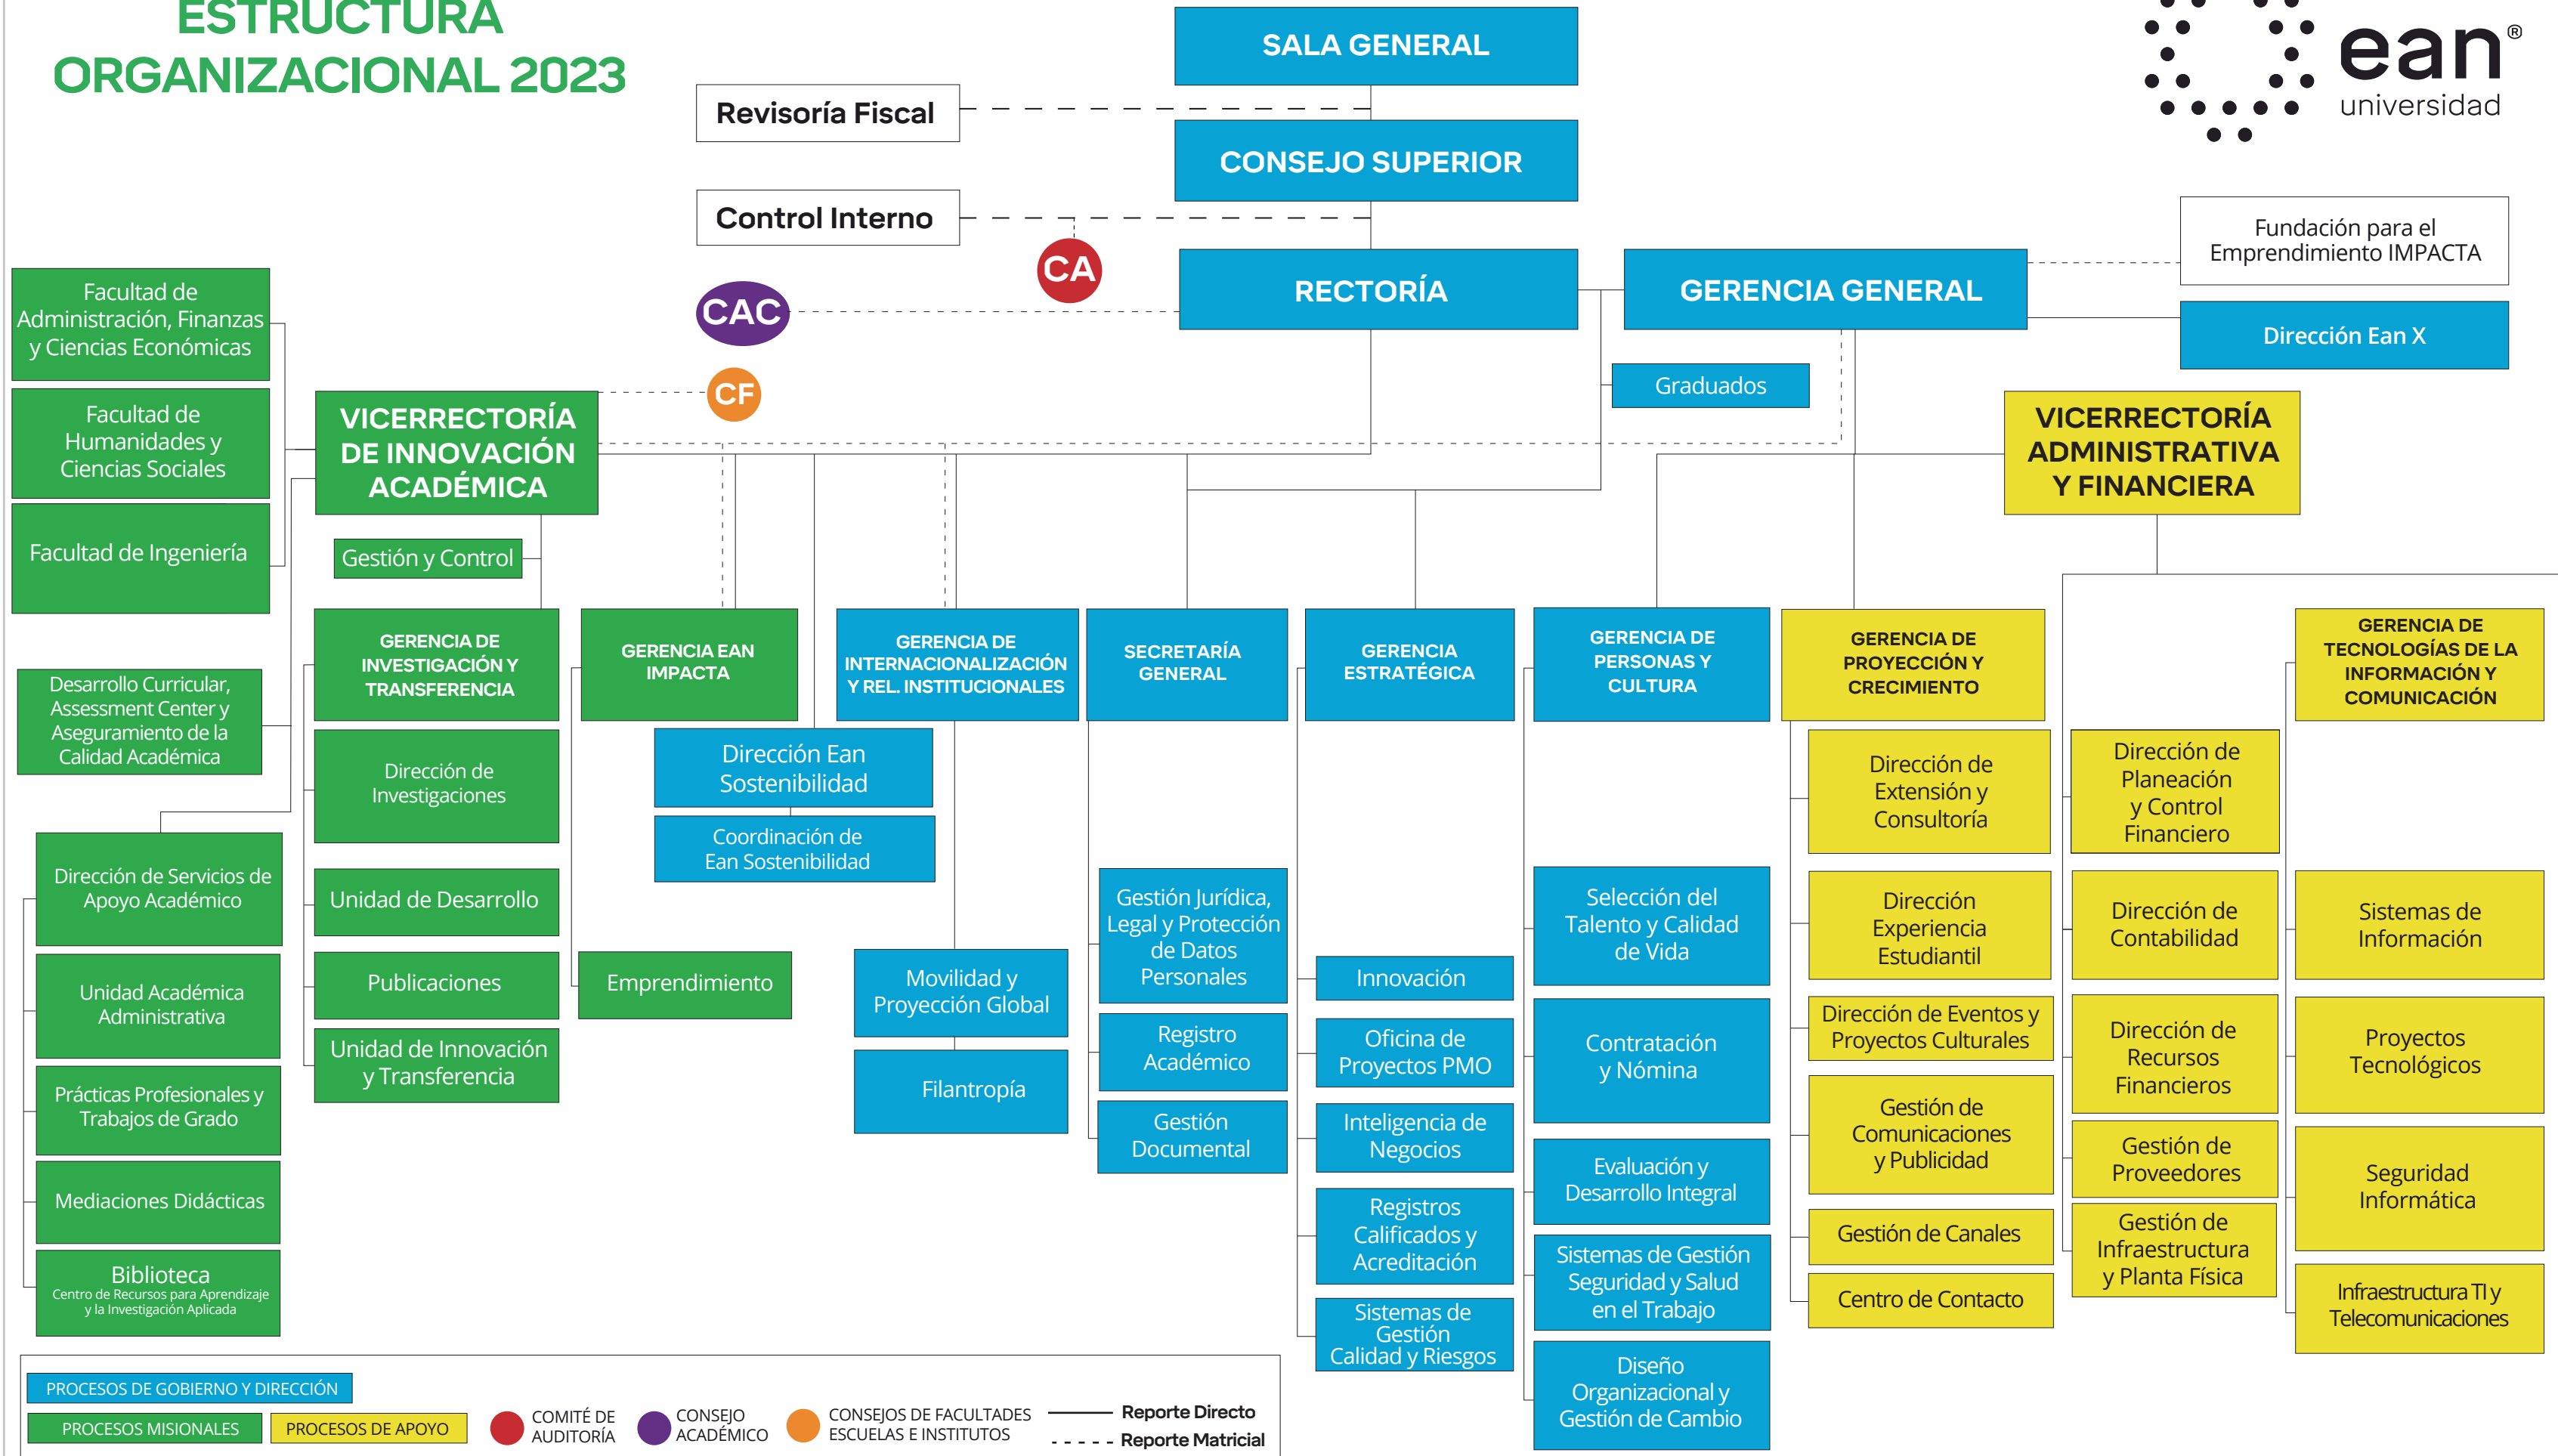 ESTRUCTURA
ORGANIZACIONAL 2023
SALA GENERAL
ean®
universidad
Revisoría Fiscal
CONSEJO SUPERIOR
Control Interno
CA
Fundación para el
Emprendimiento IMPACTA
RECTORÍA
GERENCIA GENERAL
CAC
Dirección Ean X
Facultad de
Administración, Finanzas
y Ciencias Económicas
Graduados
CF
Facultad de
Humanidades y
Ciencias Sociales
VICERRECTORÍA
DE INNOVACIÓN
ACADÉMICA
VICERRECTORÍA
ADMINISTRATIVA
Y FINANCIERA
Facultad de Ingeniería
Gestión y Control
GERENCIA DE
INVESTIGACIÓN Y
TRANSFERENCIA
GERENCIA EAN
IMPACTA
GERENCIA DE
INTERNACIONALIZACIÓN
Y REL. INSTITUCIONALES
SECRETARÍA
GENERAL
GERENCIA
ESTRATÉGICA
GERENCIA DE
PERSONAS Y
CULTURA
GERENCIA DE
PROYECCIÓN Y
CRECIMIENTO
GERENCIA DE
TECNOLOGÍAS DE LA
INFORMACIÓN Y
COMUNICACIÓN
Desarrollo Curricular,
Assessment Center y
Aseguramiento de la
Calidad Académica
Dirección de Servicios de
Apoyo Académico
Unidad Académica
Administrativa
Prácticas Profesionales y
Trabajos de Grado
Mediaciones Didácticas
Biblioteca
Centro de Recursos para Aprendizaje
y la Investigación Aplicada
Dirección de
Investigaciones
Unidad de Desarrollo
Publicaciones
Unidad de Innovación
y Transferencia
Emprendimiento
Dirección Ean
Sostenibilidad
Coordinación de
Ean Sostenibilidad
Movilidad y
Proyección Global
Filantropía
Gestión Jurídica,
Legal y Protección
de Datos
Personales
Registro
Académico
Gestión
Documental
Innovación
Oficina de
Proyectos PMO
Inteligencia de
Negocios
Registros
Calificados y
Acreditación
Sistemas de
Gestión
Calidad y Riesgos
Selección del
Talento y Calidad
de Vida
Contratación
y Nómina
Evaluación y
Desarrollo Integral
Sistemas de Gestión
Seguridad y Salud
en el Trabajo
Diseño
Organizacional y
Gestión de Cambio
Dirección de
Extensión y
Consultoría
Dirección
Experiencia
Estudiantil
Dirección de Eventos y
Proyectos Culturales
Gestión de
Comunicaciones
y Publicidad
Gestión de Canales
Centro de Contacto
Dirección de
Planeación
y Control
Financiero
Dirección de
Contabilidad
Dirección de
Recursos
Financieros
Gestión de
Proveedores
Gestión de
Infraestructura
y Planta Física
Sistemas de
Información
Proyectos
Tecnológicos
Seguridad
Informática
Infraestructura TI y
Telecomunicaciones
PROCESOS DE GOBIERNO Y DIRECCIÓN
PROCESOS MISIONALES
PROCESOS DE APOYO
COMITÉ DE
AUDITORÍA
CONSEJO
ACADÉMICO
CONSEJOS DE FACULTADES
ESCUELAS E INSTITUTOS
Reporte Directo
Reporte Matricial